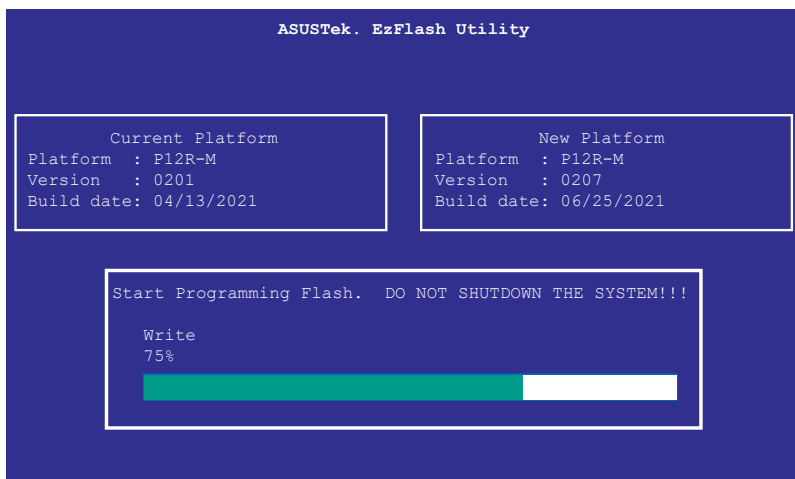 ASUSTek. EzFlash Utility
Current Platform
Platform : P12R-M
Version : 0201
Build date: 04/13/2021
New Platform
Platform : P12R-M
Version : 0207
Build date: 06/25/2021
Start Programming Flash. DO NOT SHUTDOWN THE SYSTEM!!!
Write
75%